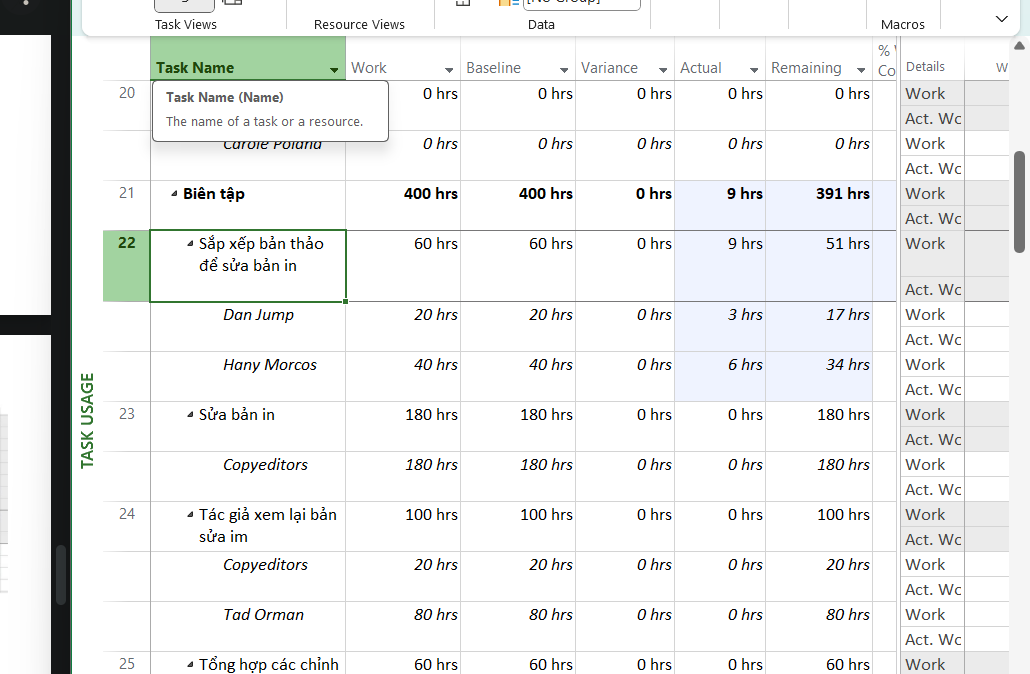 Task Views Resource Views Data Macros
Task Name Work Baseline Variance Actual Remaining % Co Details W
Task Name (Name)
The name of a task or a resource.
20 0 hrs 0 hrs 0 hrs 0 hrs 0 hrs Work
Act. Wc
Carole Poland 0 hrs 0 hrs 0 hrs 0 hrs 0 hrs Work
Act. Wc
21 Biên tập 400 hrs 400 hrs 0 hrs 9 hrs 391 hrs Work
Act. Wc
22 Sắp xếp bản thảo 60 hrs 60 hrs 0 hrs 9 hrs 51 hrs Work
để sửa bản in
Act. Wc
Dan Jump 20 hrs 20 hrs 0 hrs 3 hrs 17 hrs Work
Act. Wc
Hany Morcos 40 hrs 40 hrs 0 hrs 6 hrs 34 hrs Work
Act. Wc
23 Sửa bản in 180 hrs 180 hrs 0 hrs 0 hrs 180 hrs Work
Act. Wc
Copyeditors 180 hrs 180 hrs 0 hrs 0 hrs 180 hrs Work
Act. Wc
24 Tác giả xem lại bản 100 hrs 100 hrs 0 hrs 0 hrs 100 hrs Work
sửa im Act. Wc
Copyeditors 20 hrs 20 hrs 0 hrs 0 hrs 20 hrs Work
Act. Wc
Tad Orman 80 hrs 80 hrs 0 hrs 0 hrs 80 hrs Work
Act. Wc
25 Tổng hợp các chỉnh 60 hrs 60 hrs 0 hrs 0 hrs 60 hrs Work
TASK USAGE